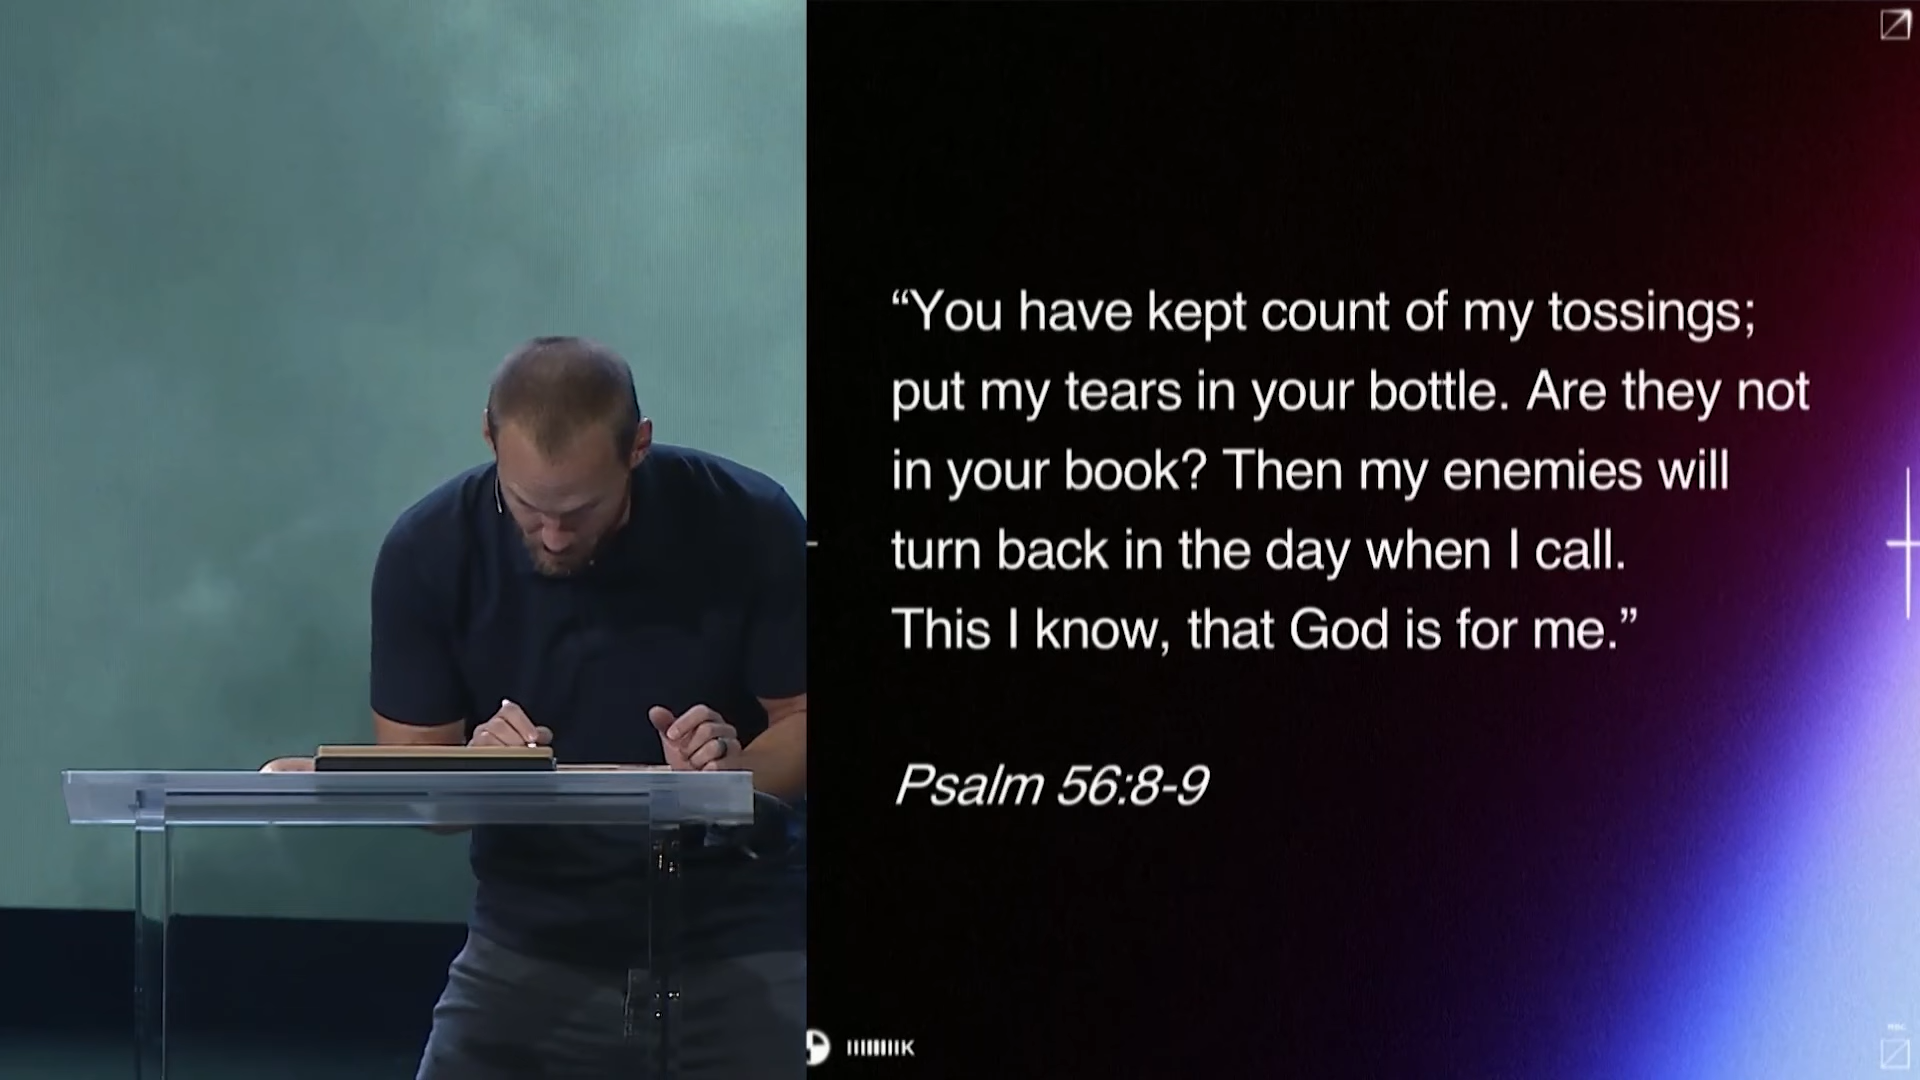 “You have kept count of my tossings;
put my tears in your bottle. Are they not
in your book? Then my enemies will
turn back in the day when I call.
This I know, that God is for me.”
Psalm 56:8-9